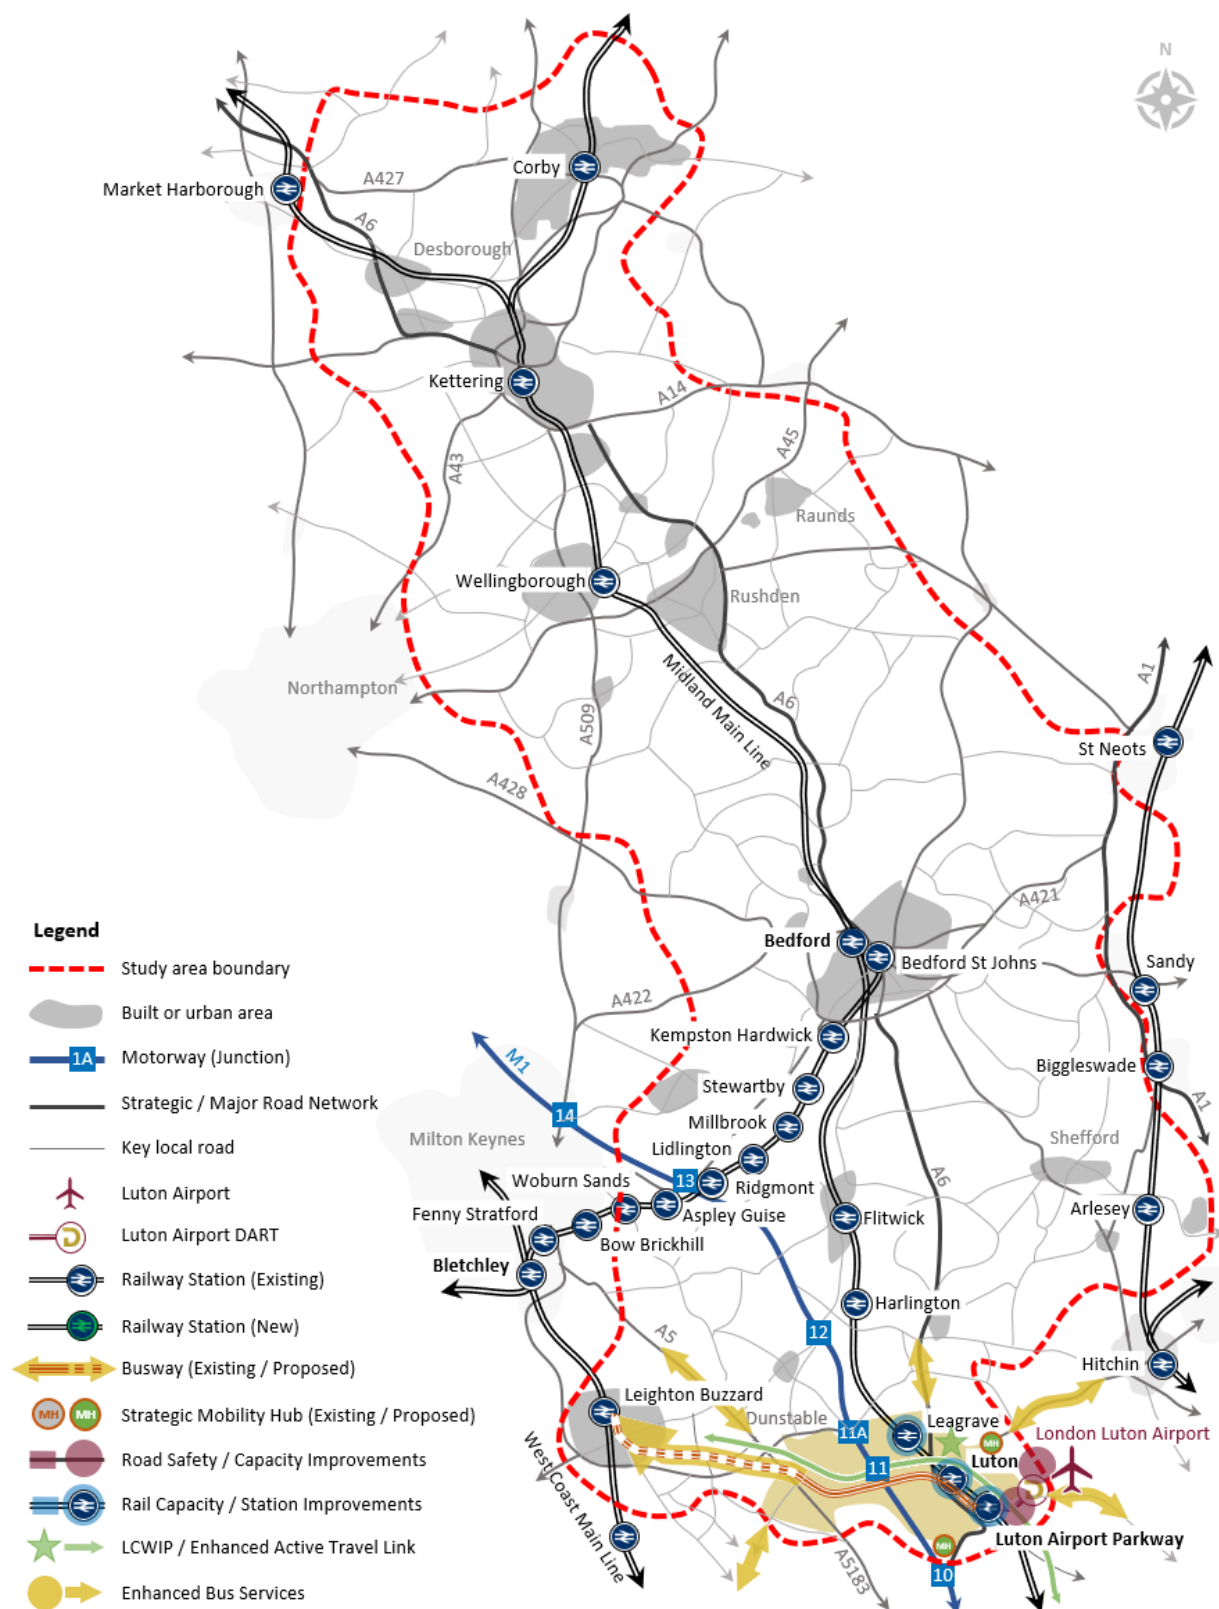 N
Corby
A427
Market Harborough
A6
Desborough
Kettering
A14
A45
A43
Raunds
Wellingborough
Rushden
Northampton
Midland Main Line
A6
A1
A509
St Neots
A428
A421
Bedford
Bedford St Johns
Sandy
A422
Kempston Hardwick
M1
Stewartby
Biggleswade
A1
14
Millbrook
Milton Keynes
Lidlington
Shefford
13
Ridgmont
A6
Woburn Sands
Aspley Guise
Arlesey
Fenny Stratford
Flitwick
Bow Brickhill
Bletchley
Harlington
12
A5
Hitchin
Leighton Buzzard
Dunstable
Leagrave
11A
MH
London Luton Airport
Luton
11
D
West Coast Main Line
Luton Airport Parkway
MH
A5183
10
Legend
Study area boundary
Built or urban area
1A Motorway (Junction)
Strategic / Major Road Network
Key local road
Luton Airport
D Luton Airport DART
Railway Station (Existing)
Railway Station (New)
Busway (Existing / Proposed)
MH MH Strategic Mobility Hub (Existing / Proposed)
Road Safety / Capacity Improvements
Rail Capacity / Station Improvements
LCWIP / Enhanced Active Travel Link
Enhanced Bus Services